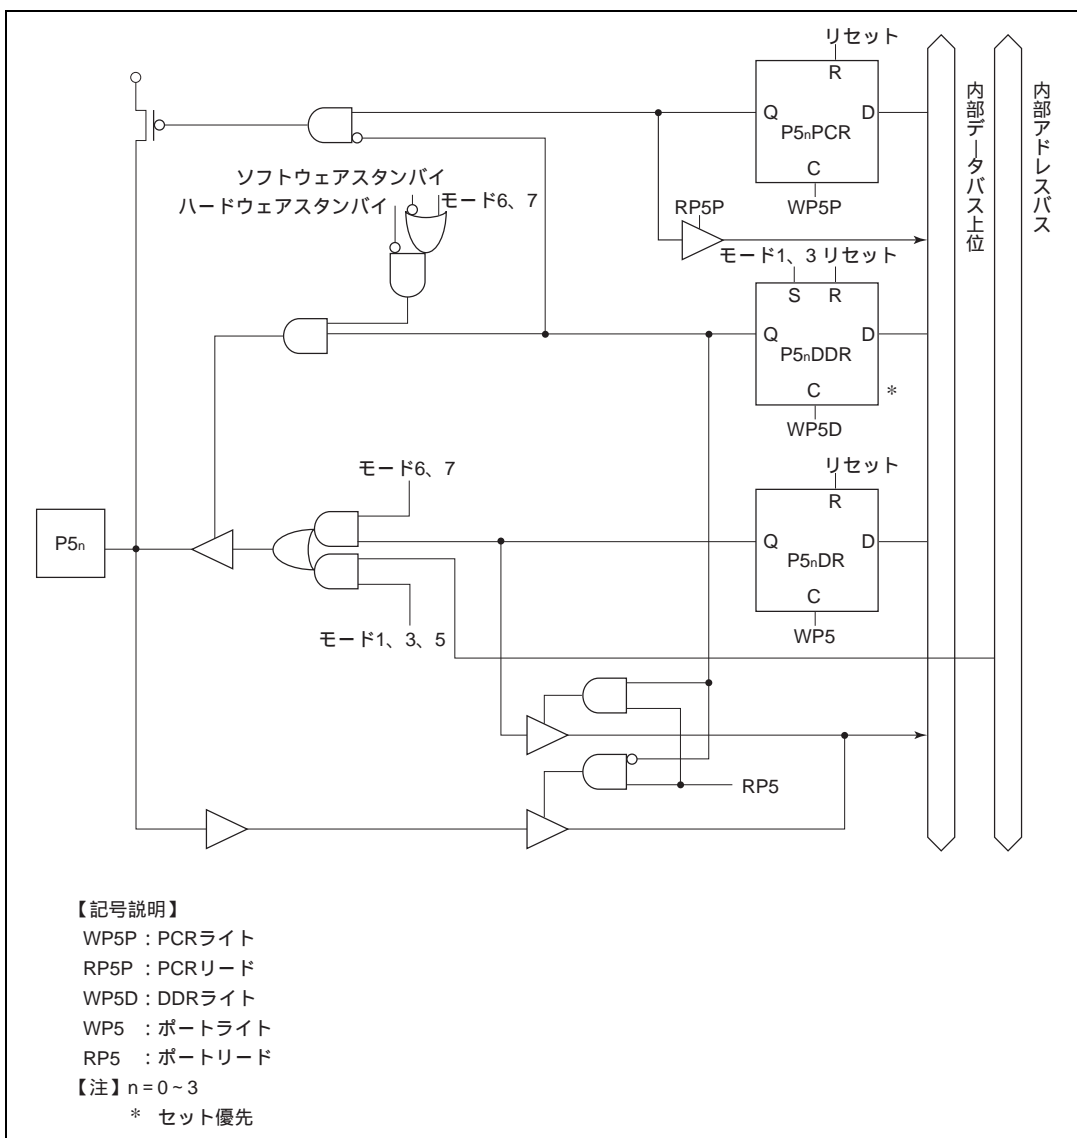 リセット
R
Q
D
P5nPCR
C
WP5P
内部データバス上位
内部アドレスバス
ソフトウェアスタンバイ
ハードウェアスタンバイ
モード6、7
RP5P
モード1、3
リセット
S
R
Q
D
P5nDDR
C
*
WP5D
モード6、7
リセット
R
P5n
Q
D
P5nDR
C
WP5
モード1、3、5
RP5
【記号説明】
WP5P : PCRライト
RP5P : PCRリード
WP5D : DDRライト
WP5 : ポートライト
RP5 : ポートリード
【注】n = 0 ~ 3
* セット優先